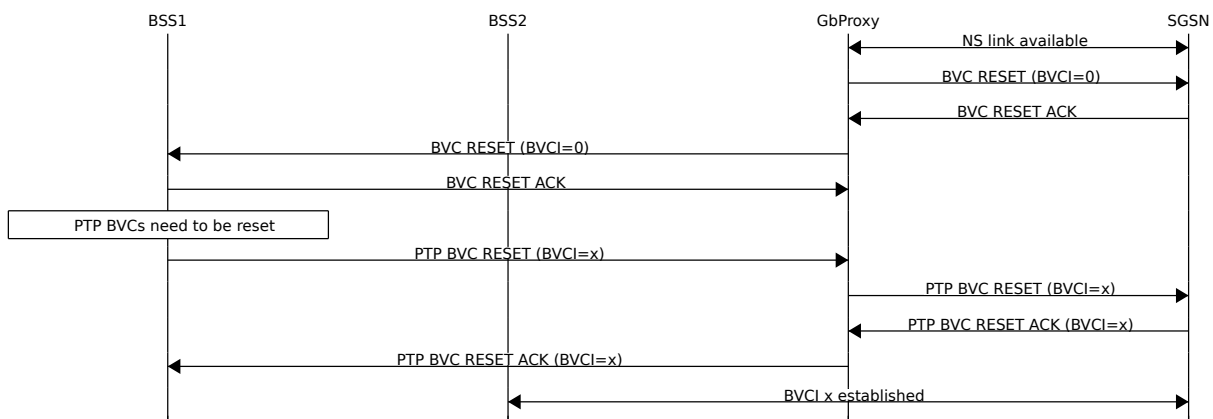 BSS1
BSS2
GbProxy
SGSN
NS link available
BVC RESET (BVCI=0)
BVC RESET ACK
BVC RESET (BVCI=0)
BVC RESET ACK
PTP BVCs need to be reset
PTP BVC RESET (BVCI=x)
PTP BVC RESET (BVCI=x)
PTP BVC RESET ACK (BVCI=x)
PTP BVC RESET ACK (BVCI=x)
BVCI x established